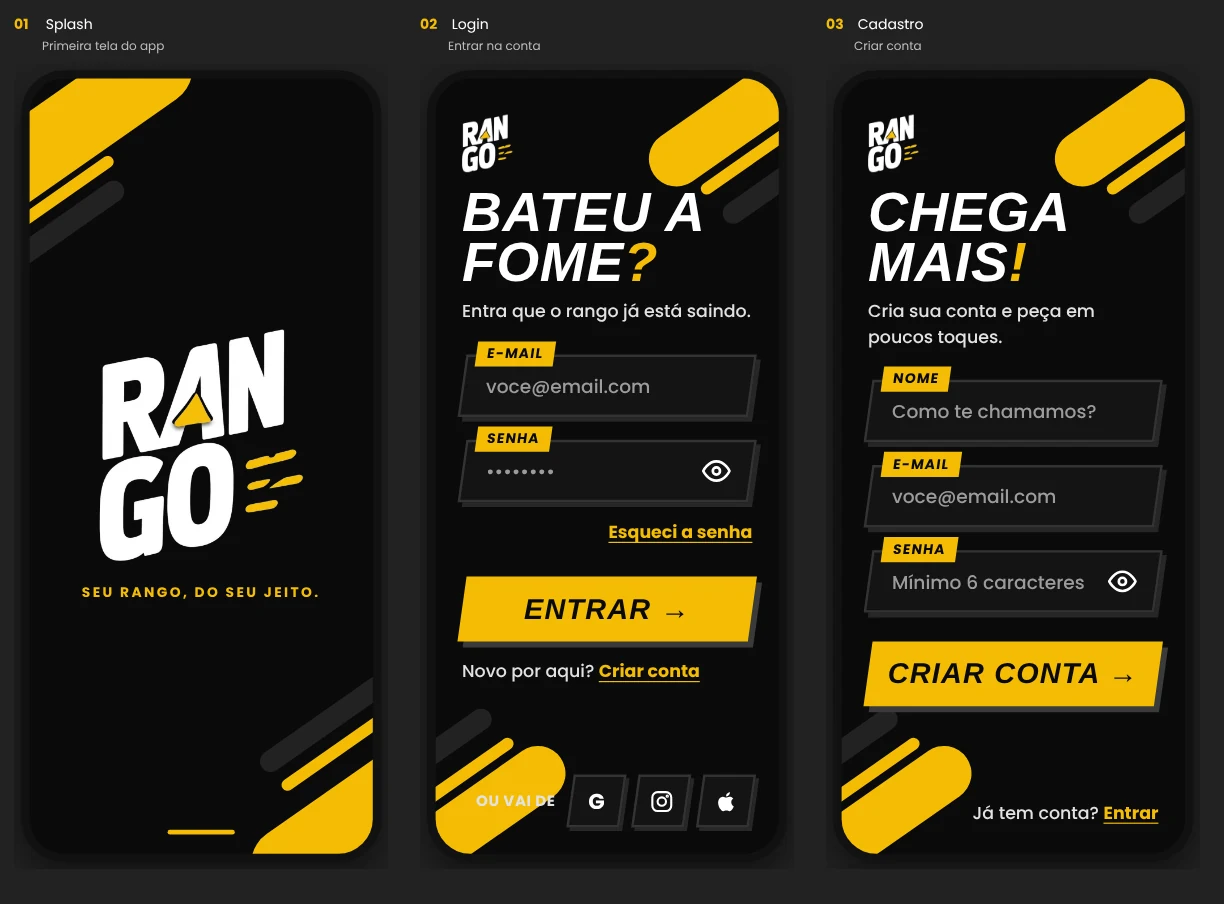 01 Splash
Primeira tela do app
RAN
GO
SEU RANGO, DO SEU JEITO.
02 Login
Entrar na conta
RAN
GO
BATEU A
FOME?
Entra que o rango já está saindo.
E-MAIL
voce@email.com
SENHA
••••••••
Esqueci a senha
ENTRAR →
Novo por aqui? Criar conta
OU VAI DE G
03 Cadastro
Criar conta
RAN
GO
CHEGA
MAIS!
Cria sua conta e peça em
poucos toques.
NOME
Como te chamamos?
E-MAIL
voce@email.com
SENHA
Mínimo 6 caracteres
CRIAR CONTA →
Já tem conta? Entrar